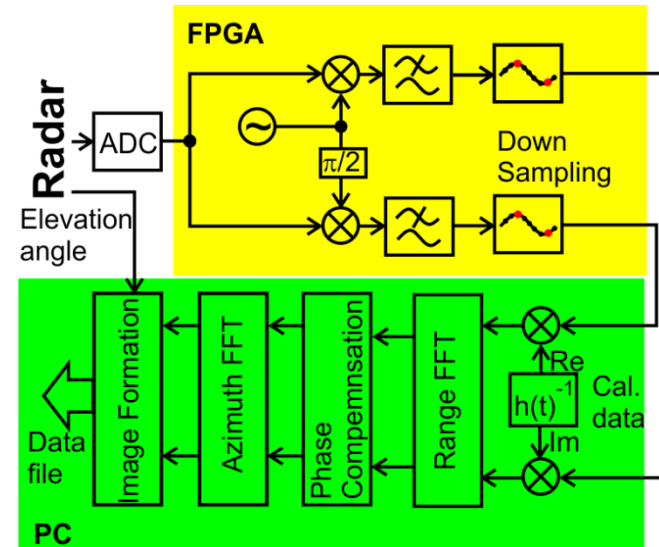 FPGA
Radar
ADC
~
π/2
Down
Sampling
Elevation
angle
Image Formation
Azimuth FFT
Phase
Compemnsation
Range FFT
Re
h(t)⁻¹
Im
Cal.
data
Data
file
PC